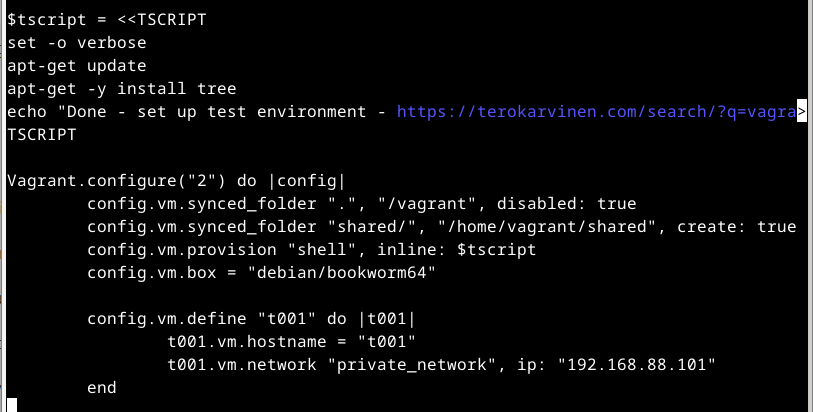 $tscript = <<TSCRIPT
set -o verbose
apt-get update
apt-get -y install tree
echo "Done - set up test environment - https://terokarvinen.com/search/?q=vagra>
TSCRIPT
Vagrant.configure("2") do |config|
config.vm.synced_folder ".", "/vagrant", disabled: true
config.vm.synced_folder "shared/", "/home/vagrant/shared", create: true
config.vm.provision "shell", inline: $tscript
config.vm.box = "debian/bookworm64"
config.vm.define "t001" do |t001|
t001.vm.hostname = "t001"
t001.vm.network "private_network", ip: "192.168.88.101"
end